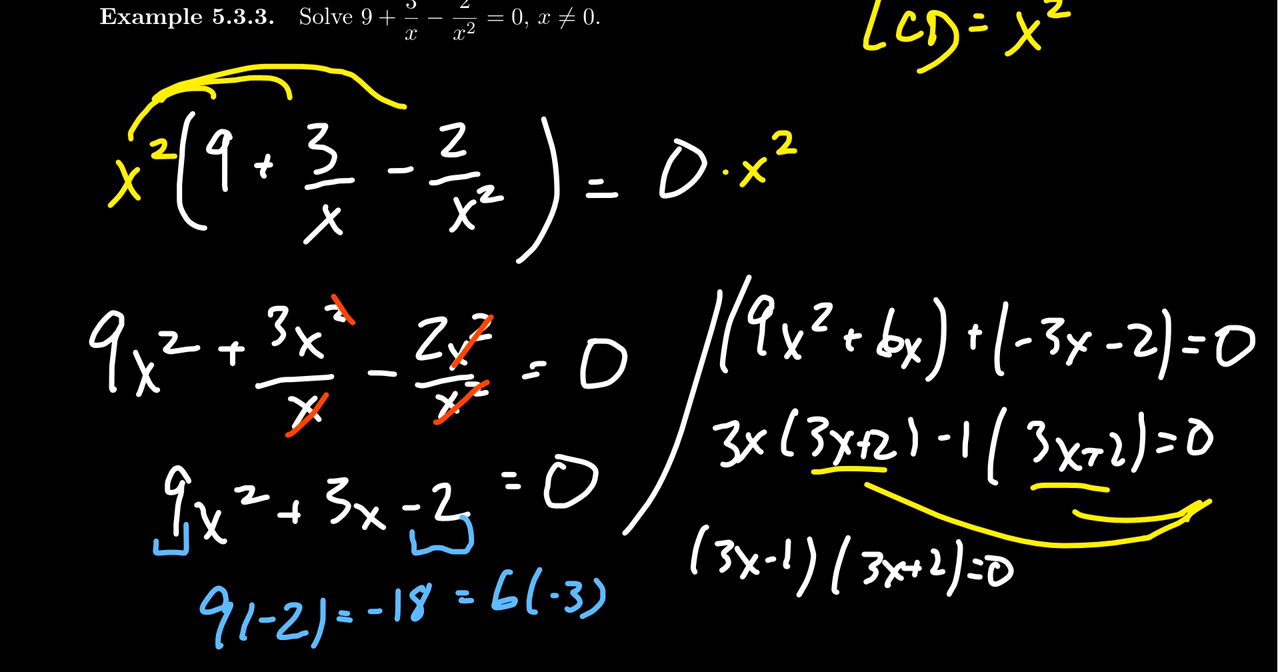 Example 5.3.3. Solve 9 + 3/x − 2/x² = 0, x ≠ 0.
LCD = x²
x²(9 + 3/x − 2/x²) = 0 · x²
9x² + 3x²/x − 2x²/x² = 0
9x² + 3x − 2 = 0
9(−2) = −18 = 6(−3)
(9x² + 6x) + (−3x − 2) = 0
3x(3x+2) − 1(3x+2) = 0
(3x−1)(3x+2) = 0